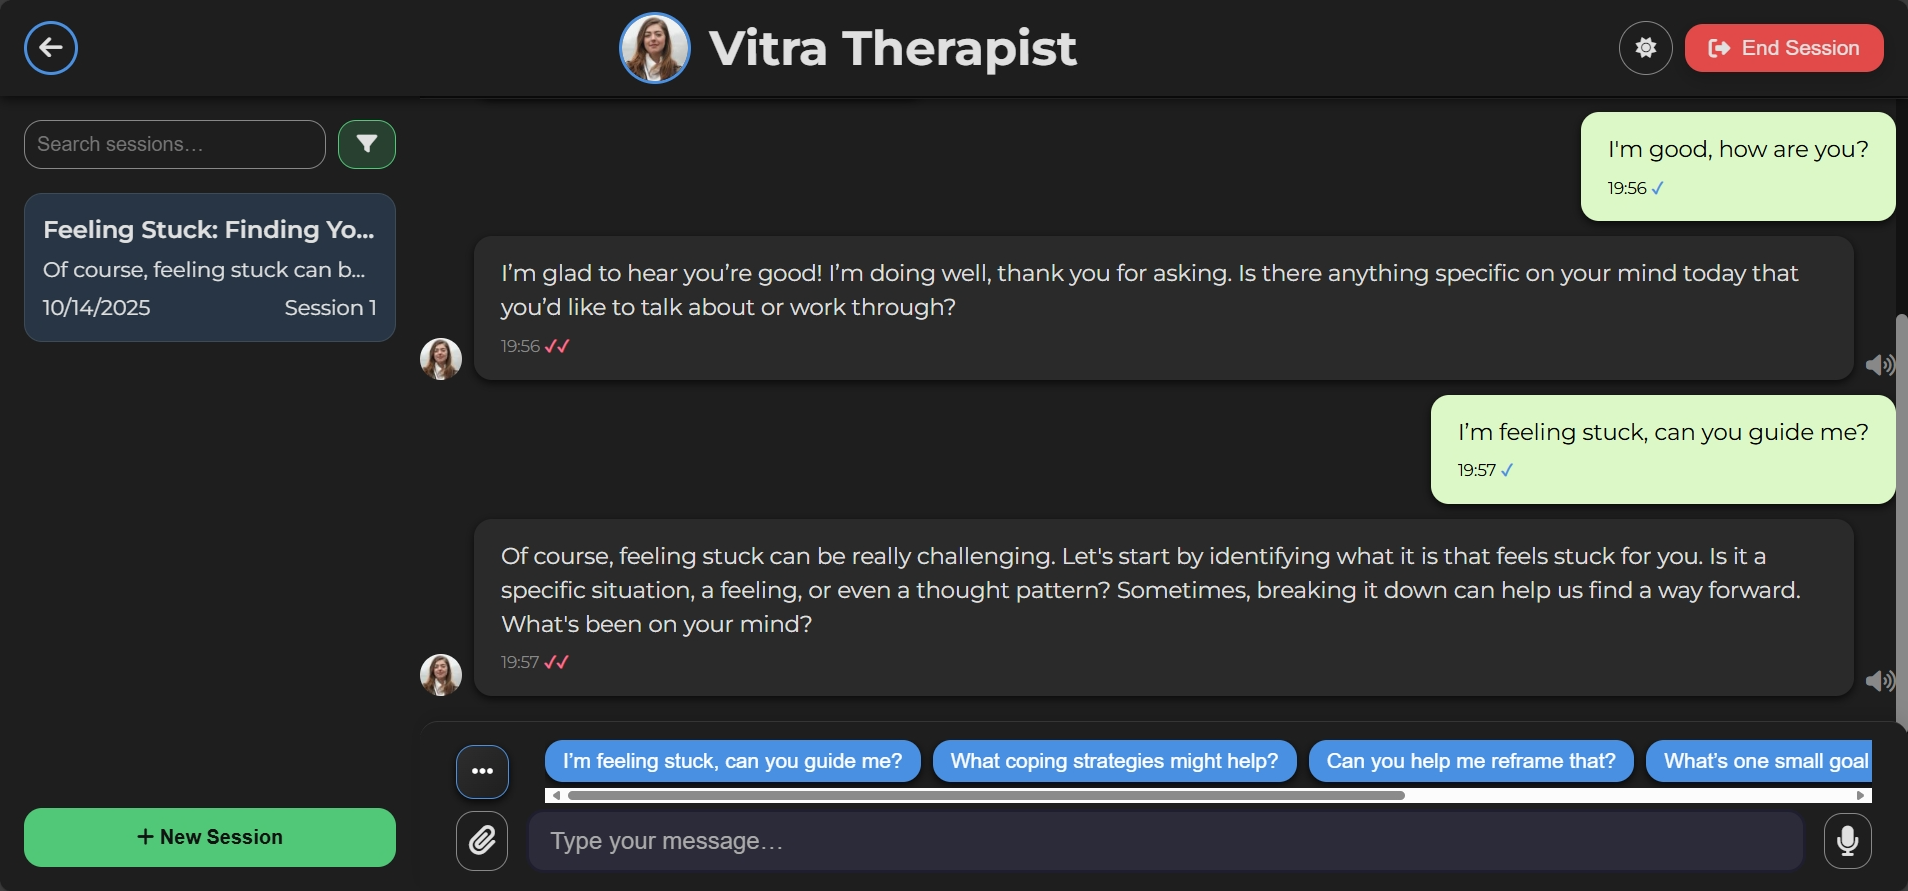 Vitra Therapist
End Session
Search sessions...
Feeling Stuck: Finding Yo...
Of course, feeling stuck can b...
10/14/2025 Session 1
+ New Session
I'm good, how are you?
19:56 ✓
I’m glad to hear you’re good! I’m doing well, thank you for asking. Is there anything specific on your mind today that
you’d like to talk about or work through?
19:56 ✓✓
I’m feeling stuck, can you guide me?
19:57 ✓
Of course, feeling stuck can be really challenging. Let's start by identifying what it is that feels stuck for you. Is it a
specific situation, a feeling, or even a thought pattern? Sometimes, breaking it down can help us find a way forward.
What's been on your mind?
19:57 ✓✓
I’m feeling stuck, can you guide me? What coping strategies might help? Can you help me reframe that? What’s one small goal
Type your message...